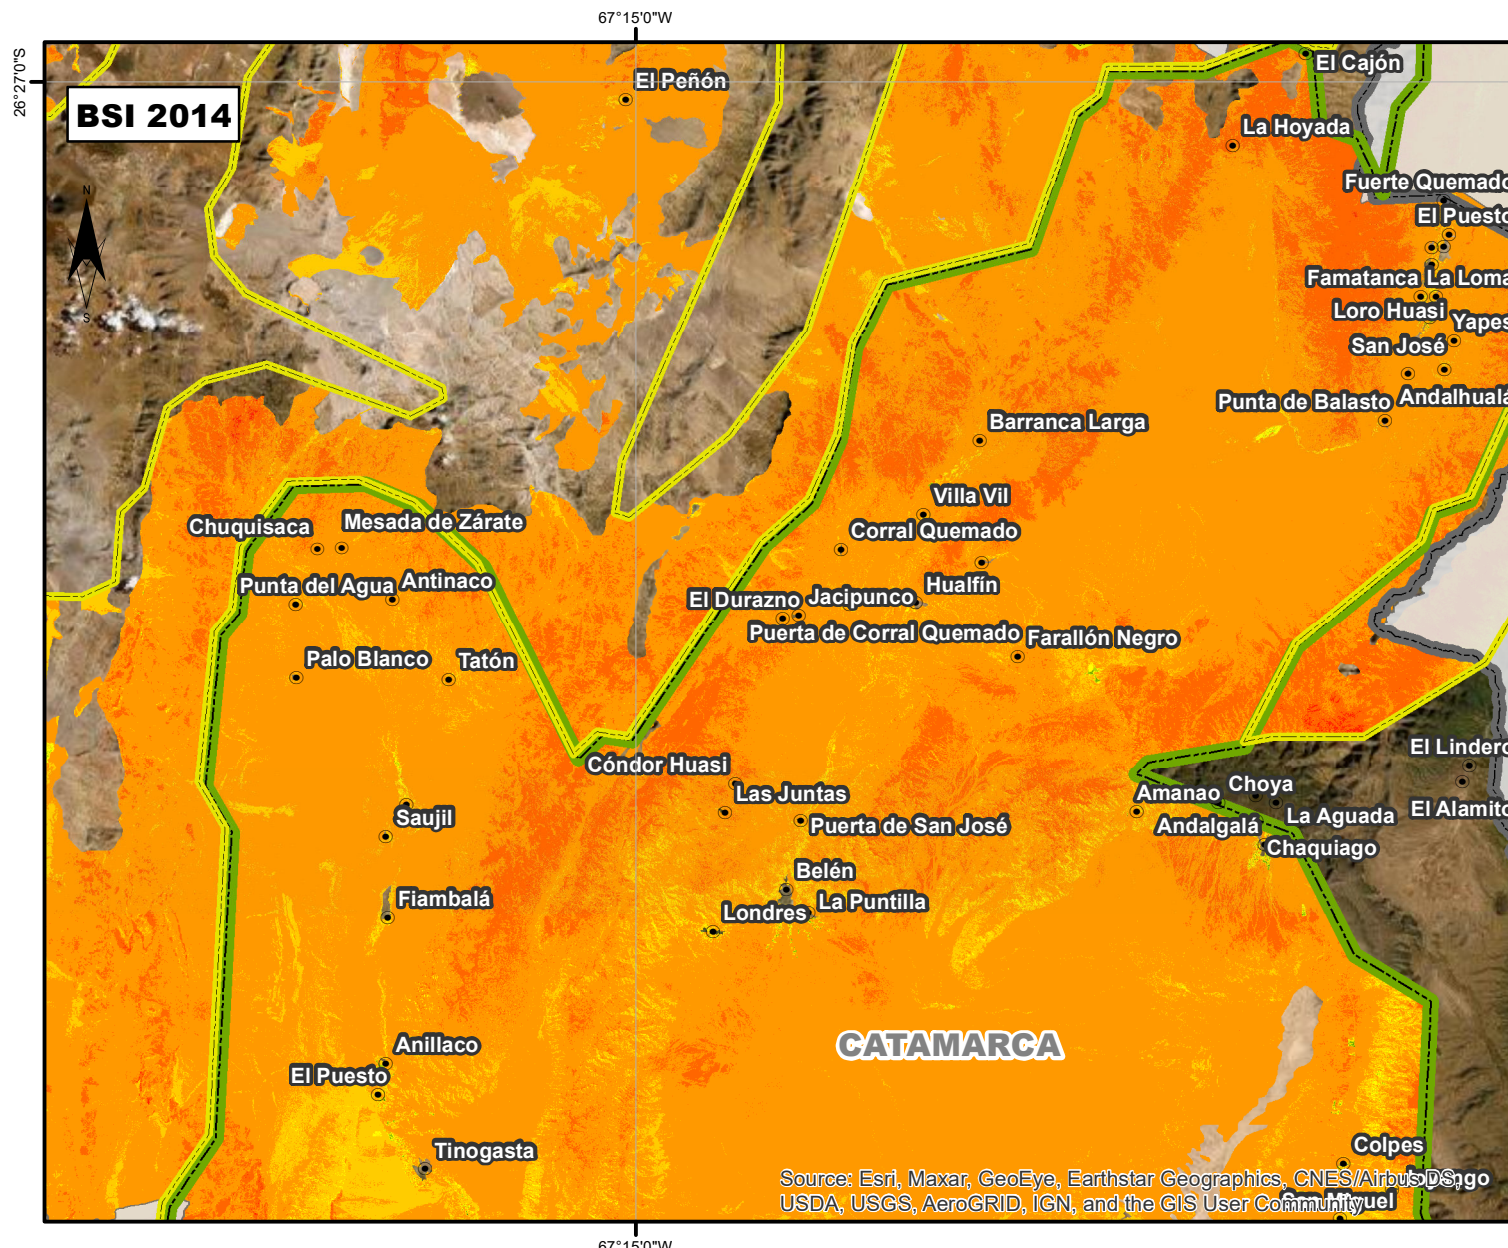 67°15'0"W
26°27'0"S
BSI 2014
N
S
El Peñón
El Cajón
La Hoyada
Fuerte Quemado
El Puesto
Famatanca La Loma
Loro Huasi
Yapes
San José
Punta de Balasto
Andalhualá
Barranca Larga
Villa Vil
Corral Quemado
Chuquisaca
Mesada de Zárate
Punta del Agua
Antinaco
El Durazno
Jacipunco
Hualfín
Puerta de Corral Quemado
Farallón Negro
Palo Blanco
Tatón
Cóndor Huasi
Las Juntas
Puerta de San José
Amanao
Choya
El Lindero
La Aguada
El Alamito
Andalgalá
Chaquiago
Saujil
Belén
La Puntilla
Londres
Fiambalá
CATAMARCA
Anillaco
El Puesto
Tinogasta
Colpes
San Miguel
Source: Esri, Maxar, GeoEye, Earthstar Geographics, CNES/Airbus DS,
USDA, USGS, AeroGRID, IGN, and the GIS User Community
67°15'0"W